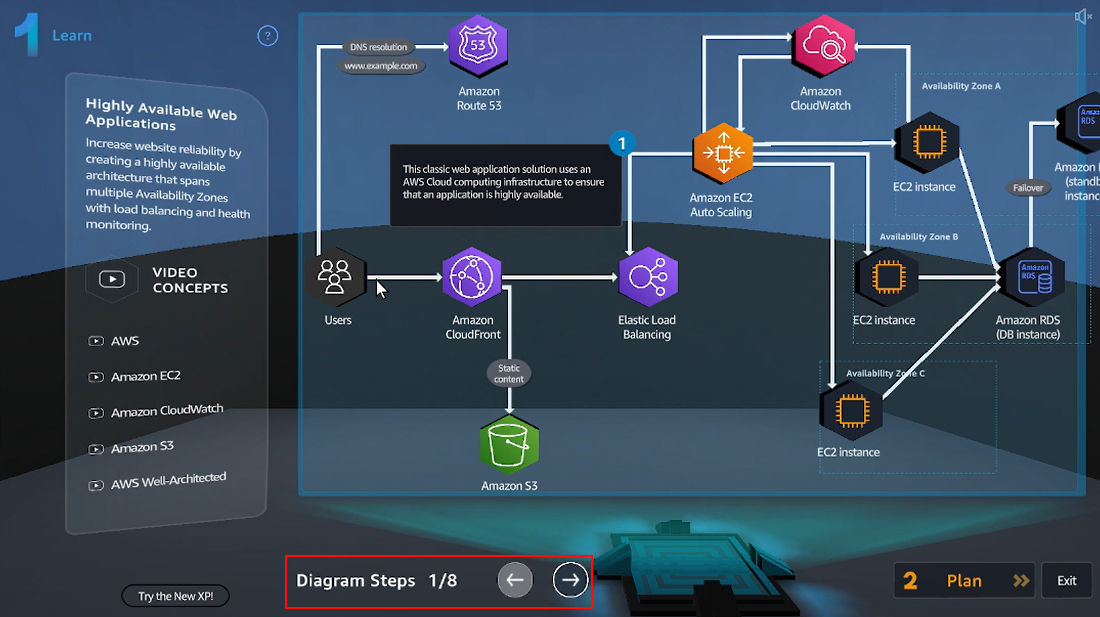 1 Learn
?
Highly Available Web
Applications
Increase website reliability by
creating a highly available
architecture that spans
multiple Availability Zones
with load balancing and health
monitoring.
VIDEO
CONCEPTS
AWS
Amazon EC2
Amazon CloudWatch
Amazon S3
AWS Well-Architected
Try the New XP!
DNS resolution
www.example.com
53
Amazon
Route 53
1
This classic web application solution uses an
AWS Cloud computing infrastructure to ensure
that an application is highly available.
Users
Amazon
CloudFront
Static
content
Amazon S3
Elastic Load
Balancing
Amazon EC2
Auto Scaling
Amazon
CloudWatch
Availability Zone A
EC2 instance
Availability Zone B
EC2 instance
Availability Zone C
EC2 instance
Failover
Amazon
RDS
Amazon RDS
(DB instance)
RDS
Amazon
Diagram Steps 1/8
2 Plan
Exit